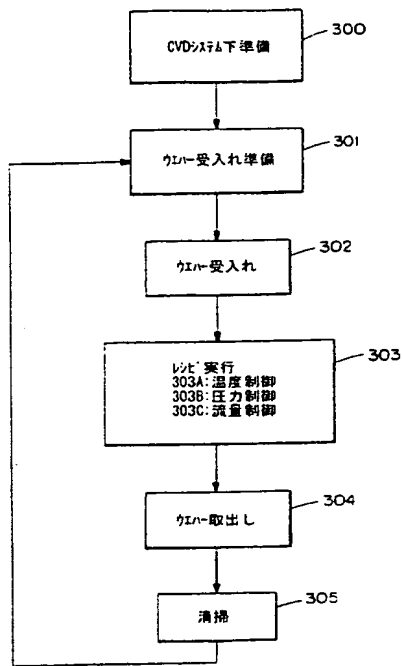 300
CVDシステム下準備
301
ウエハー受入れ準備
302
ウエハー受入れ
303
レシピ実行
303A:温度制御
303B:圧力制御
303C:流量制御
304
ウエハー取出し
305
清掃